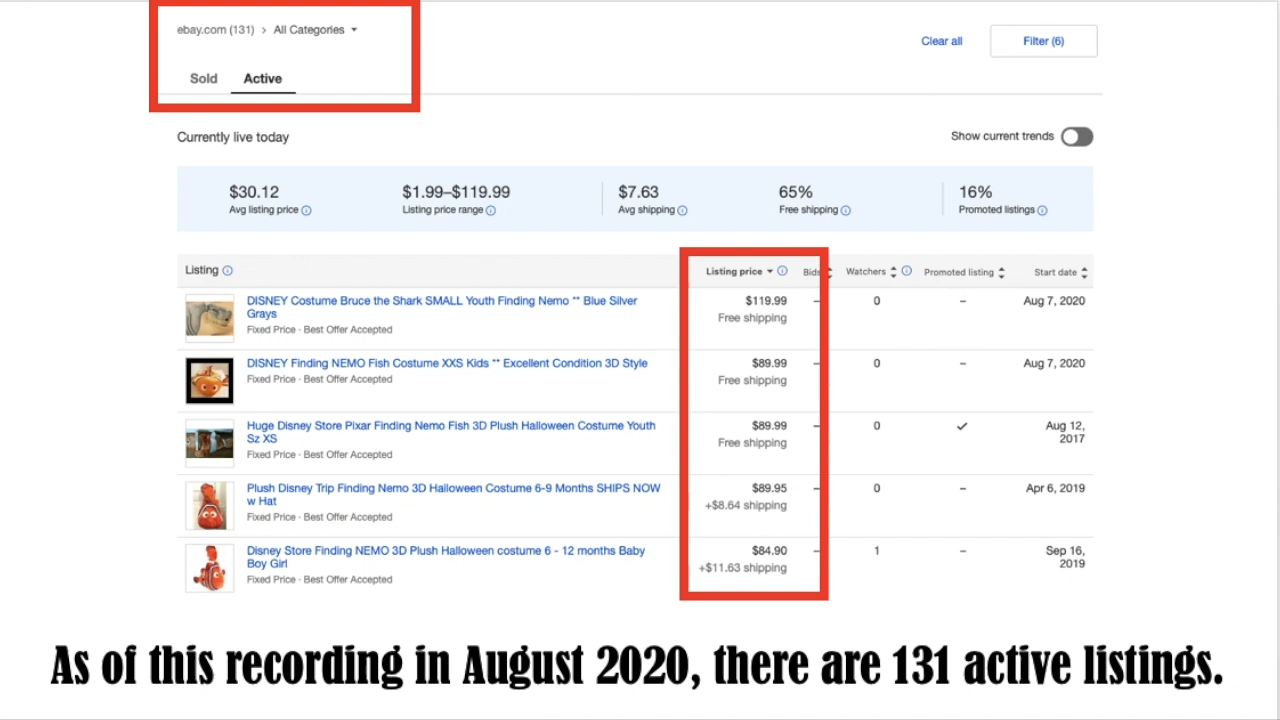 ebay.com (131) > All Categories
Clear all
Filter (6)
Sold
Active
Currently live today
Show current trends
$30.12
Avg listing price
$1.99–$119.99
Listing price range
$7.63
Avg shipping
65%
Free shipping
16%
Promoted listings
Listing
Listing price
Bids
Watchers
Promoted listing
Start date
DISNEY Costume Bruce the Shark SMALL Youth Finding Nemo ** Blue Silver
Grays
Fixed Price · Best Offer Accepted
$119.99
Free shipping
–
0
–
Aug 7, 2020
DISNEY Finding NEMO Fish Costume XXS Kids ** Excellent Condition 3D Style
Fixed Price · Best Offer Accepted
$89.99
Free shipping
–
0
–
Aug 7, 2020
Huge Disney Store Pixar Finding Nemo Fish 3D Plush Halloween Costume Youth
Sz XS
Fixed Price · Best Offer Accepted
$89.99
Free shipping
–
0
✓
Aug 12,
2017
Plush Disney Trip Finding Nemo 3D Halloween Costume 6-9 Months SHIPS NOW
w Hat
Fixed Price · Best Offer Accepted
$89.95
+$8.64 shipping
–
0
–
Apr 6, 2019
Disney Store Finding NEMO 3D Plush Halloween costume 6 - 12 months Baby
Boy Girl
Fixed Price · Best Offer Accepted
$84.90
+$11.63 shipping
–
1
–
Sep 16,
2019
As of this recording in August 2020, there are 131 active listings.